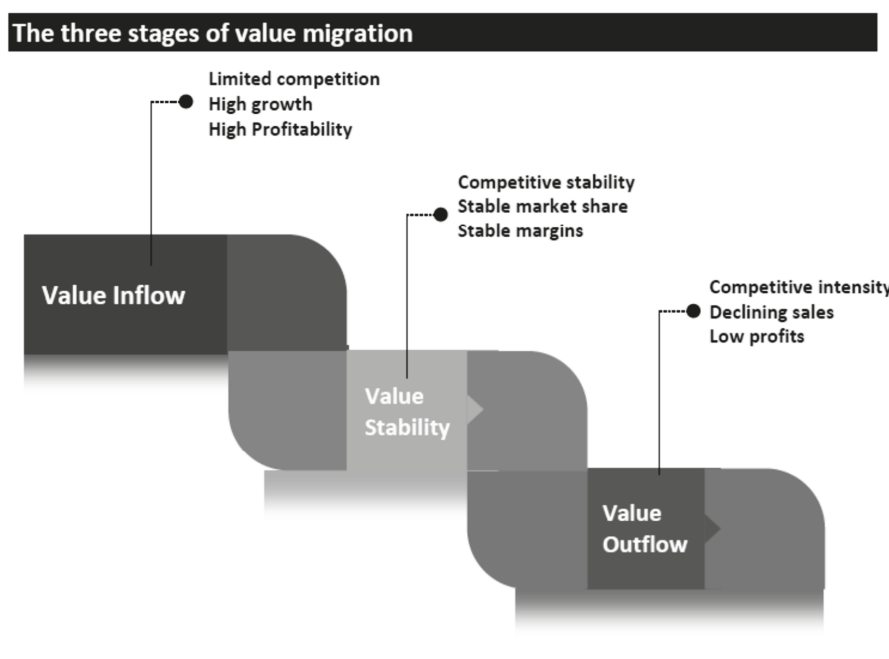 The three stages of value migration
Limited competition
High growth
High Profitability
Competitive stability
Stable market share
Stable margins
Competitive intensity
Declining sales
Low profits
Value Inflow
Value
Stability
Value
Outflow